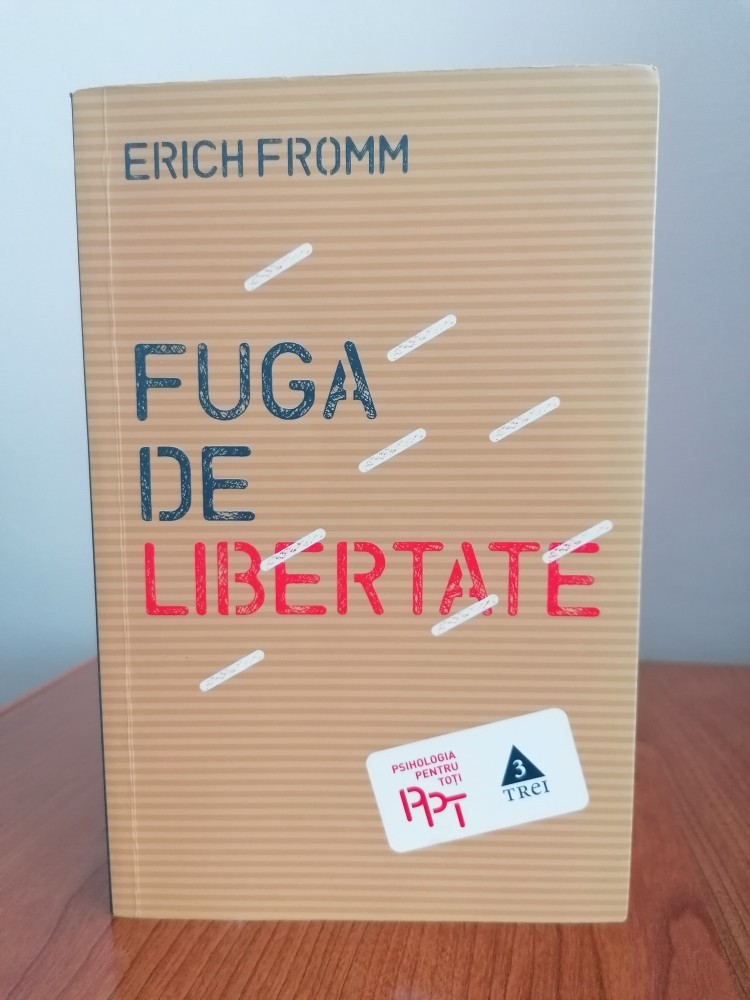 ERICH FROMM
FUGA
DE
LIBERTATE
PSIHOLOGIA
PENTRU
TOȚI
PPT
3
TREI